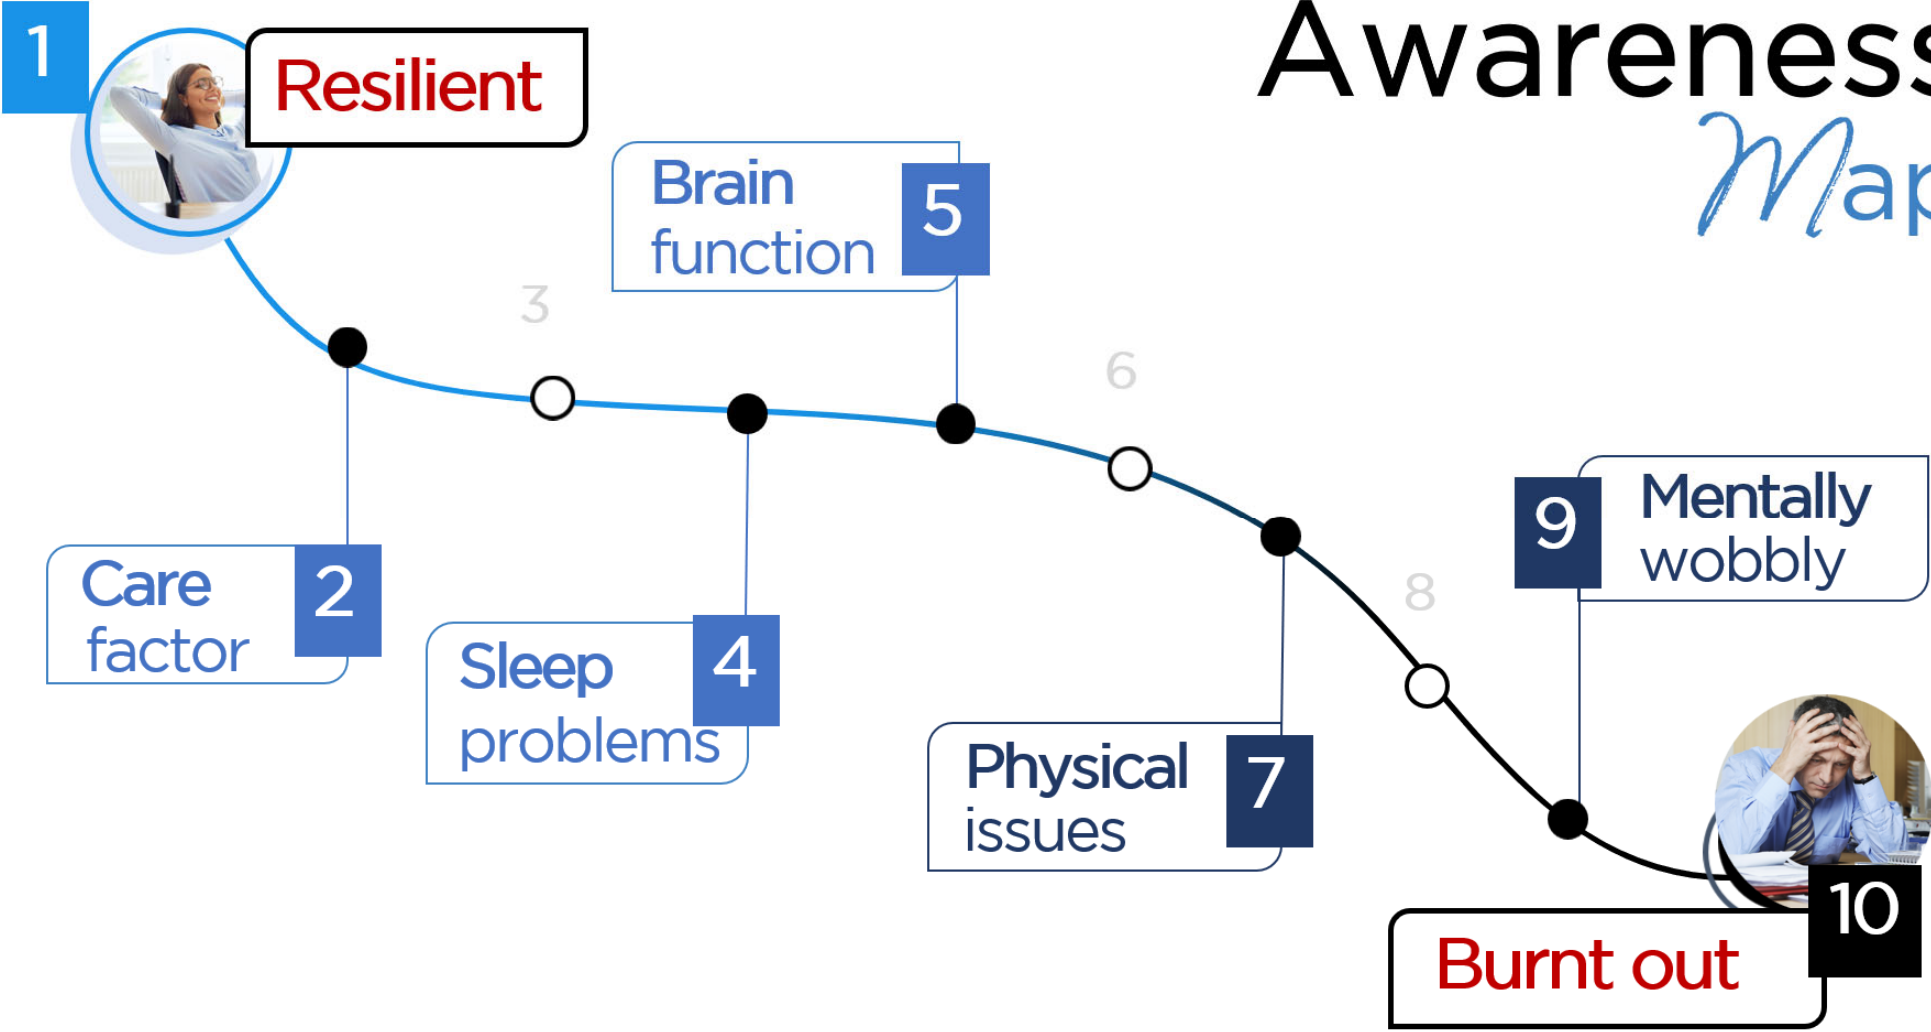 1
Resilient
Awareness
Map
Brain
function
5
3
6
Care
factor
2
Sleep
problems
4
Physical
issues
7
8
9
Mentally
wobbly
10
Burnt out